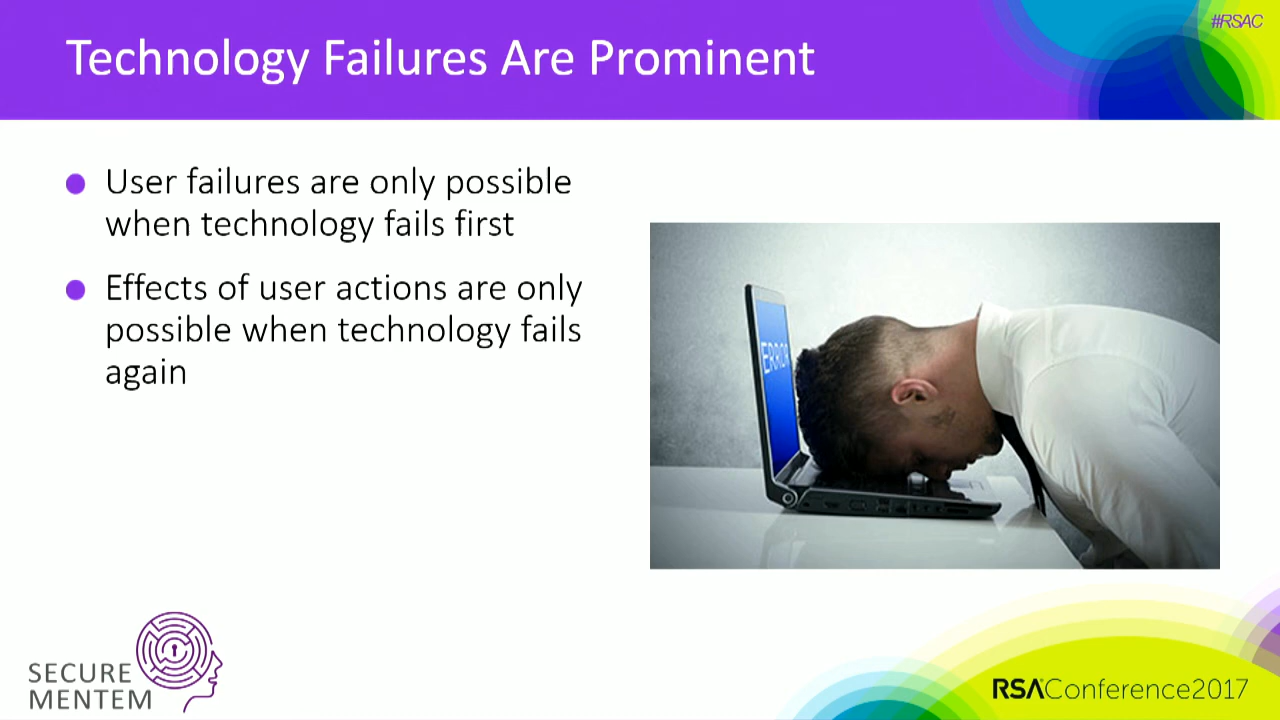 #RSAC
Technology Failures Are Prominent
User failures are only possible
when technology fails first
Effects of user actions are only
possible when technology fails
again
ERROR
SECURE
MENTEM
RSAConference2017